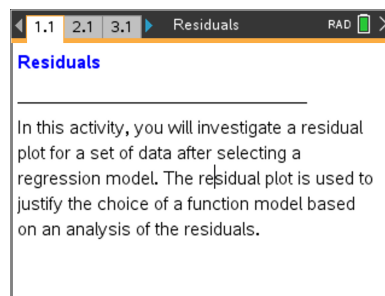 1.1 2.1 3.1 Residuals RAD
Residuals
In this activity, you will investigate a residual
plot for a set of data after selecting a
regression model. The residual plot is used to
justify the choice of a function model based
on an analysis of the residuals.